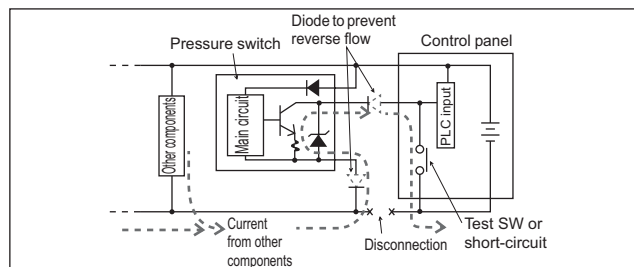 Diode to prevent
reverse flow
Pressure switch
Control panel
Other components
Main circuit
PLC input
Current
from other
components
Disconnection
Test SW or
short-circuit